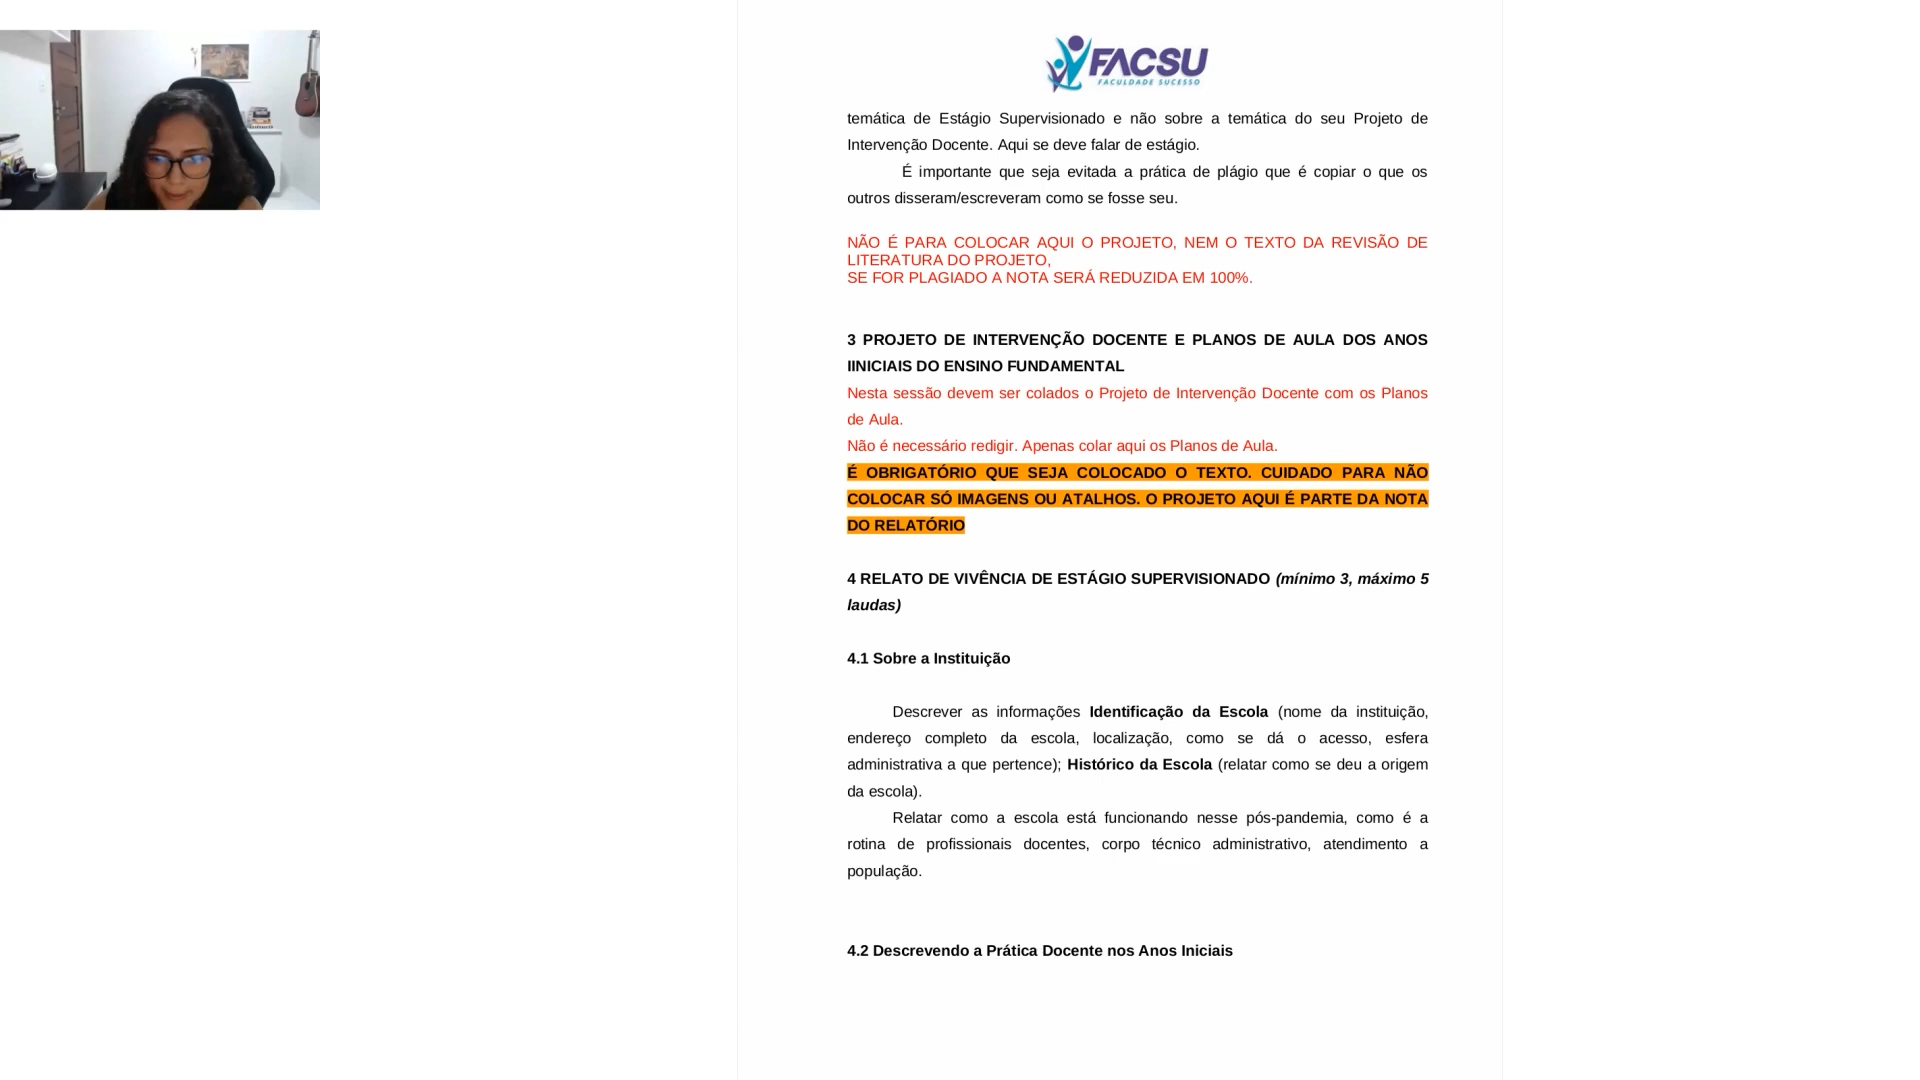 FACSU
FACULDADE SUCESSO
temática de Estágio Supervisionado e não sobre a temática do seu Projeto de
Intervenção Docente. Aqui se deve falar de estágio.
É importante que seja evitada a prática de plágio que é copiar o que os
outros disseram/escreveram como se fosse seu.
NÃO É PARA COLOCAR AQUI O PROJETO, NEM O TEXTO DA REVISÃO DE
LITERATURA DO PROJETO,
SE FOR PLAGIADO A NOTA SERÁ REDUZIDA EM 100%.
3 PROJETO DE INTERVENÇÃO DOCENTE E PLANOS DE AULA DOS ANOS
IINICIAIS DO ENSINO FUNDAMENTAL
Nesta sessão devem ser colados o Projeto de Intervenção Docente com os Planos
de Aula.
Não é necessário redigir. Apenas colar aqui os Planos de Aula.
É OBRIGATÓRIO QUE SEJA COLOCADO O TEXTO. CUIDADO PARA NÃO
COLOCAR SÓ IMAGENS OU ATALHOS. O PROJETO AQUI É PARTE DA NOTA
DO RELATÓRIO
4 RELATO DE VIVÊNCIA DE ESTÁGIO SUPERVISIONADO (mínimo 3, máximo 5
laudas)
4.1 Sobre a Instituição
Descrever as informações Identificação da Escola (nome da instituição,
endereço completo da escola, localização, como se dá o acesso, esfera
administrativa a que pertence); Histórico da Escola (relatar como se deu a origem
da escola).
Relatar como a escola está funcionando nesse pós-pandemia, como é a
rotina de profissionais docentes, corpo técnico administrativo, atendimento a
população.
4.2 Descrevendo a Prática Docente nos Anos Iniciais